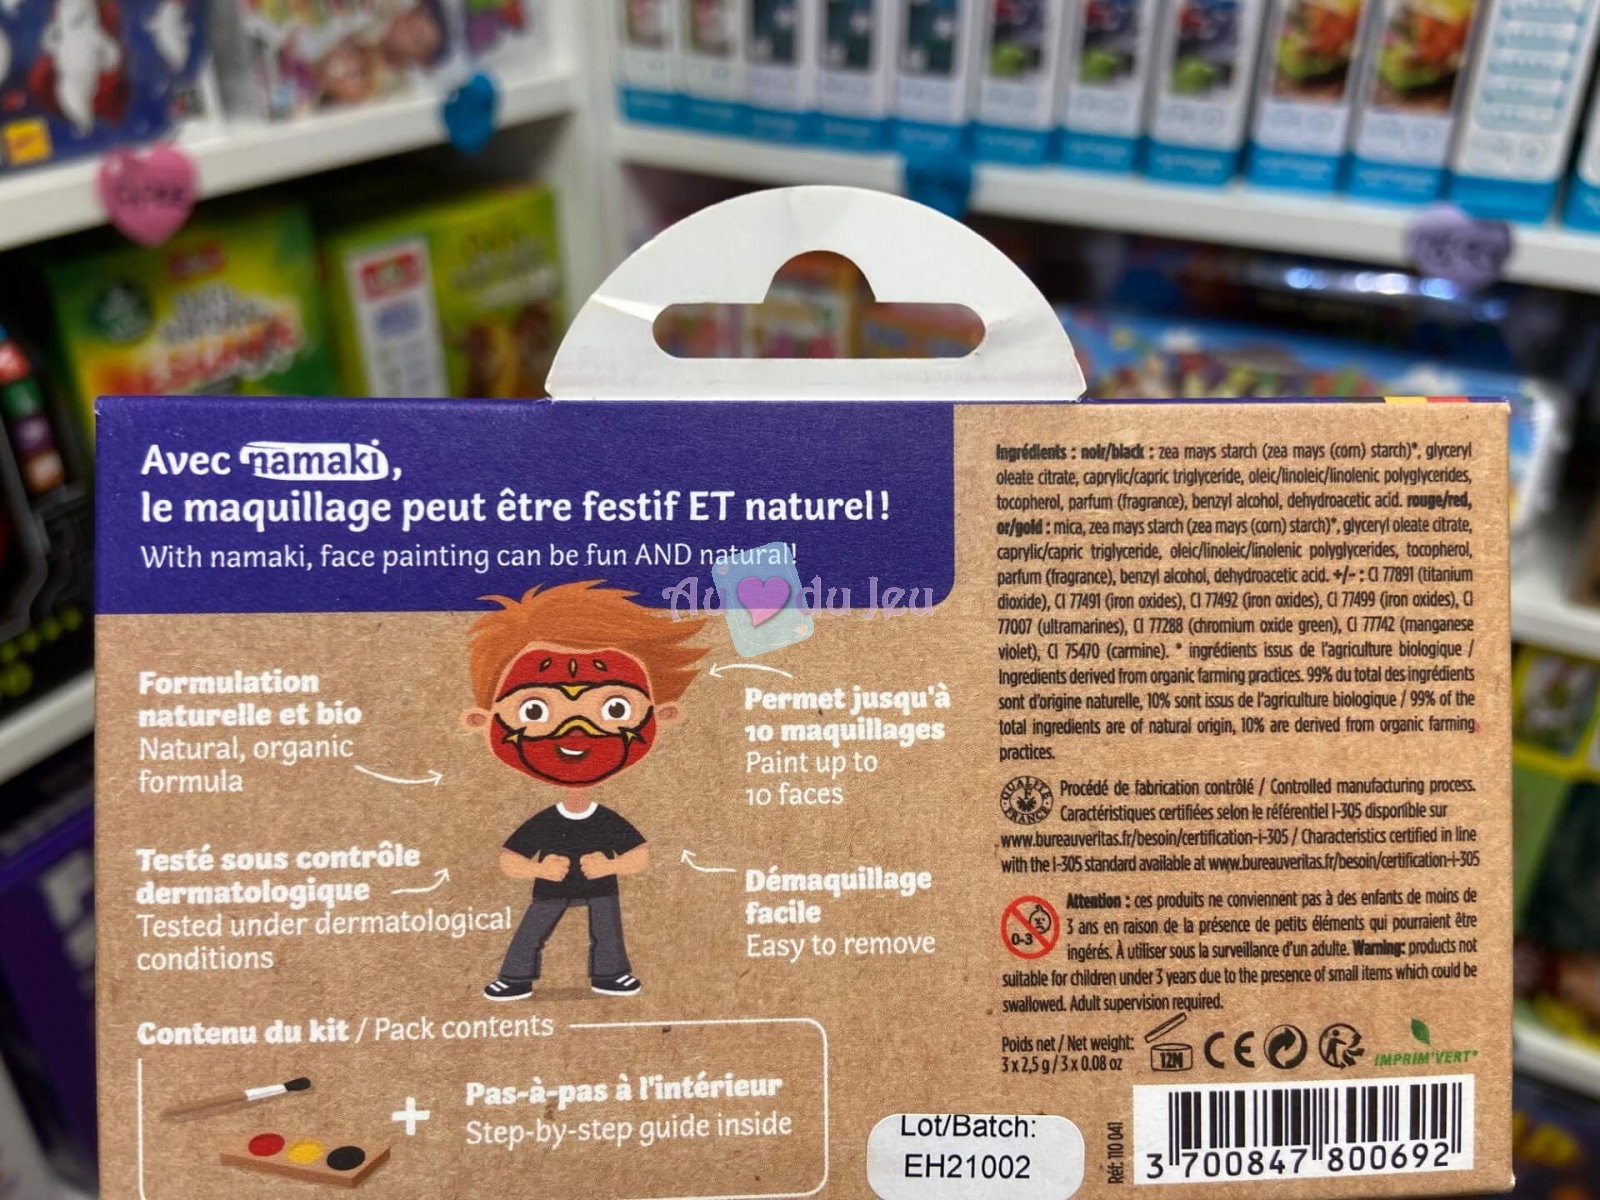 Avec namaki,
le maquillage peut être festif ET naturel !
With namaki, face painting can be fun AND natural!
Au du Jeu
Formulation
naturelle et bio
Natural, organic
formula
Permet jusqu'à
10 maquillages
Paint up to
10 faces
Testé sous contrôle
dermatologique
Tested under dermatological
conditions
Démaquillage
facile
Easy to remove
Contenu du kit / Pack contents
Pas-à-pas à l'intérieur
Step-by-step guide inside
Ingrédients : noir/black : zea mays starch (zea mays (corn) starch)*, glyceryl
oleate citrate, caprylic/capric triglyceride, oleic/linoleic/linolenic polyglycerides,
tocopherol, parfum (fragrance), benzyl alcohol, dehydroacetic acid. rouge/red,
or/gold : mica, zea mays starch (zea mays (corn) starch)*, glyceryl oleate citrate,
caprylic/capric triglyceride, oleic/linoleic/linolenic polyglycerides, tocopherol,
parfum (fragrance), benzyl alcohol, dehydroacetic acid. +/- : CI 77891 (titanium
dioxide), CI 77491 (iron oxides), CI 77492 (iron oxides), CI 77499 (iron oxides), CI
77007 (ultramarines), CI 77288 (chromium oxide green), CI 77742 (manganese
violet), CI 75470 (carmine). * ingrédients issus de l'agriculture biologique /
Ingredients derived from organic farming practices. 99% du total des ingrédients
sont d'origine naturelle, 10% sont issus de l'agriculture biologique / 99% of the
total ingredients are of natural origin, 10% are derived from organic farming
practices.
QUALITÉ FRANCE
Procédé de fabrication contrôlé / Controlled manufacturing process.
Caractéristiques certifiées selon le référentiel I-305 disponible sur
www.bureauveritas.fr/besoin/certification-i-305 / Characteristics certified in line
with the I-305 standard available at www.bureauveritas.fr/besoin/certification-i-305
0-3
Attention : ces produits ne conviennent pas à des enfants de moins de
3 ans en raison de la présence de petits éléments qui pourraient être
ingérés. À utiliser sous la surveillance d'un adulte. Warning: products not
suitable for children under 3 years due to the presence of small items which could be
swallowed. Adult supervision required.
Poids net / Net weight:
3 x 2,5 g / 3 x 0.08 oz
12M
CE
IMPRIM'VERT®
Lot/Batch:
EH21002
Réf: 110 041
3 700847 800692